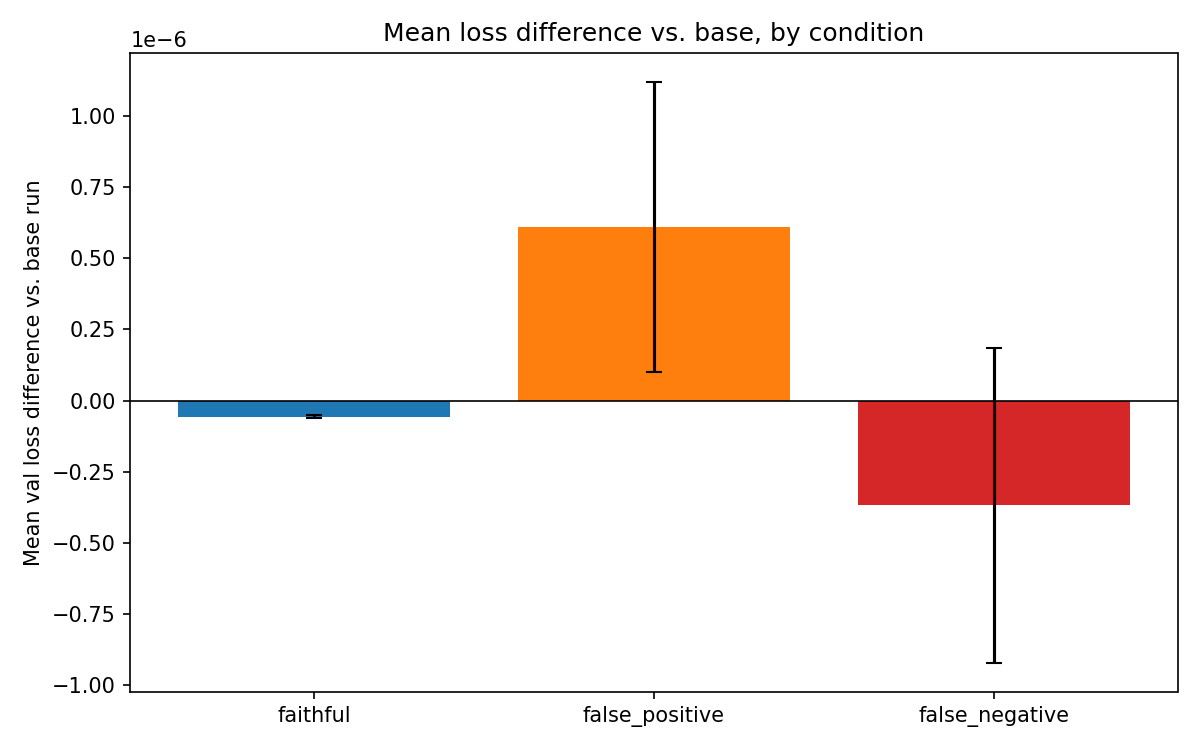 Mean loss difference vs. base, by condition
1e−6
Mean val loss difference vs. base run
1.00
0.75
0.50
0.25
0.00
−0.25
−0.50
−0.75
−1.00
faithful
false_positive
false_negative